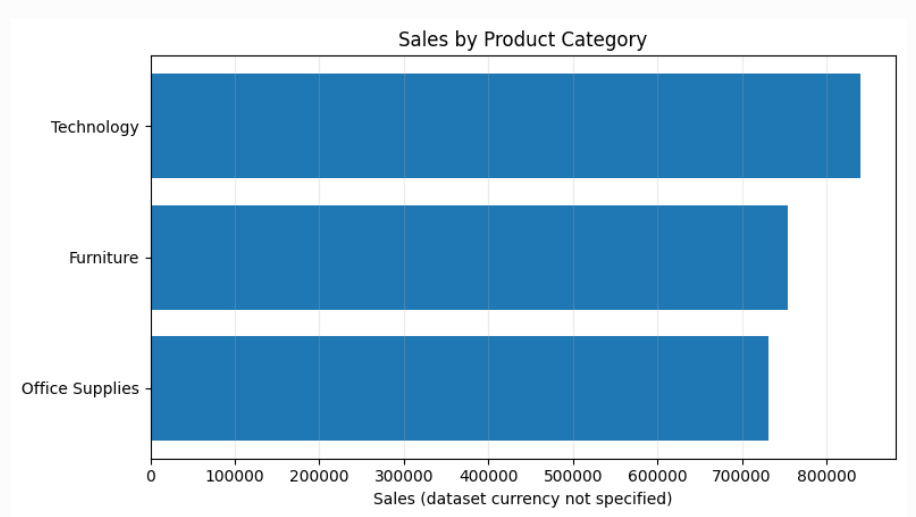 Sales by Product Category
Technology
Furniture
Office Supplies
0 100000 200000 300000 400000 500000 600000 700000 800000
Sales (dataset currency not specified)